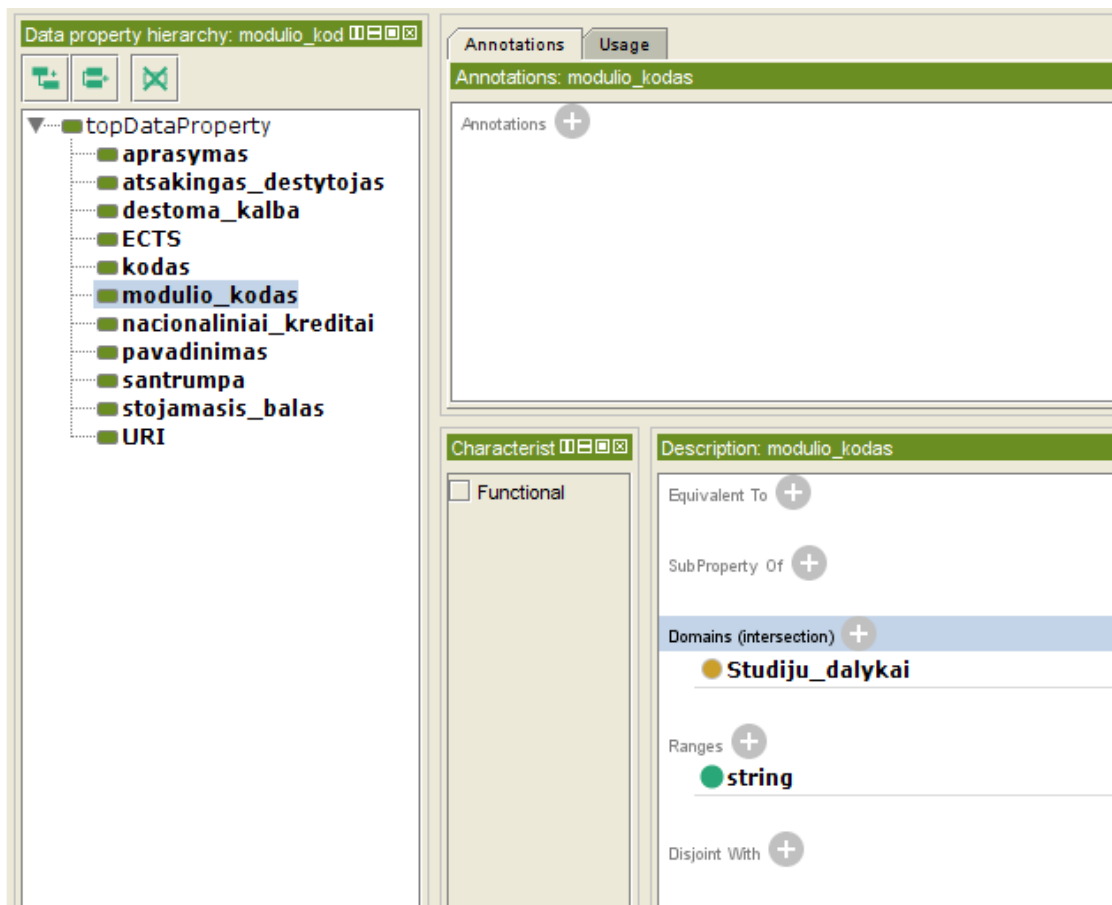 Data property hierarchy: modulio_kod
topDataProperty
aprasymas
atsakingas_destytojas
destoma_kalba
ECTS
kodas
modulio_kodas
nacionaliniai_kreditai
pavadinimas
santrumpa
stojamasis_balas
URI
Annotations Usage
Annotations: modulio_kodas
Annotations
Characterist
Functional
Description: modulio_kodas
Equivalent To
SubProperty Of
Domains (intersection)
Studiju_dalykai
Ranges
string
Disjoint With